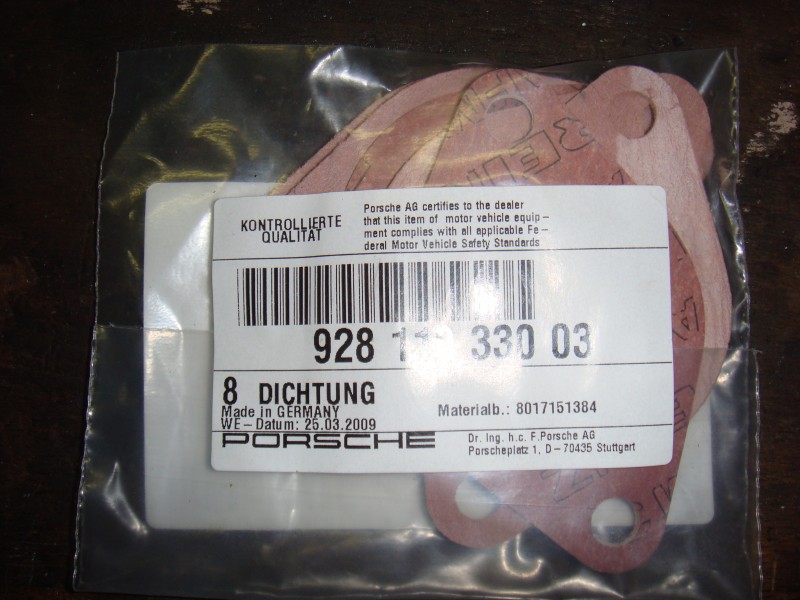 KONTROLLIERTE
QUALITÄT
Porsche AG certifies to the dealer
that this item of motor vehicle equip-
ment complies with all applicable Fe-
deral Motor Vehicle Safety Standards
928 330 03
8 DICHTUNG
Made in GERMANY
WE-Datum: 25.03.2009
Materialb.: 8017151384
PORSCHE
Dr. Ing. h.c. F.Porsche AG
Porscheplatz 1, D-70435 Stuttgart